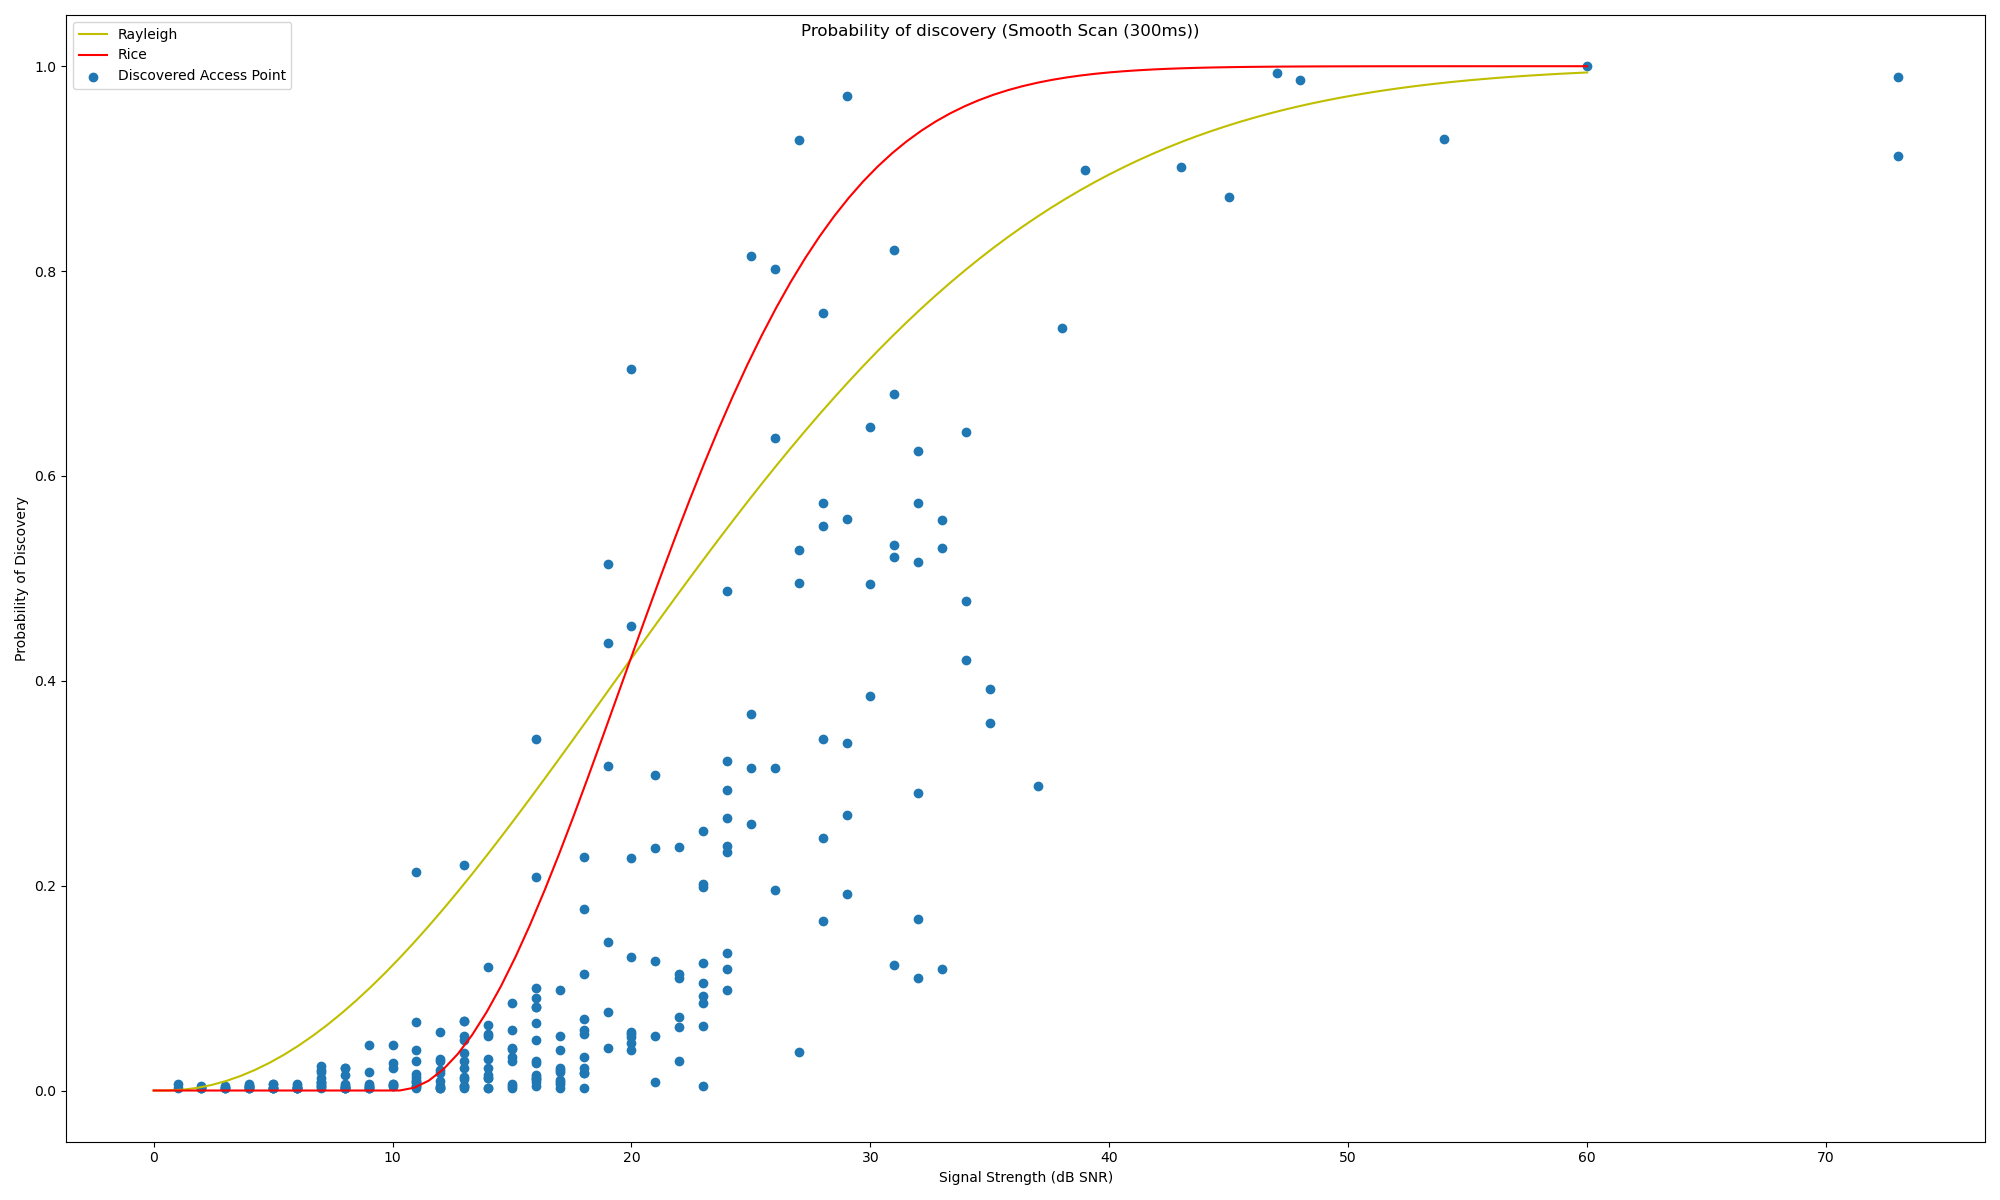 Probability of discovery (Smooth Scan (300ms))
Rayleigh
Rice
Discovered Access Point
1.0
0.8
0.6
0.4
0.2
0.0
Probability of Discovery
0 10 20 30 40 50 60 70
Signal Strength (dB SNR)